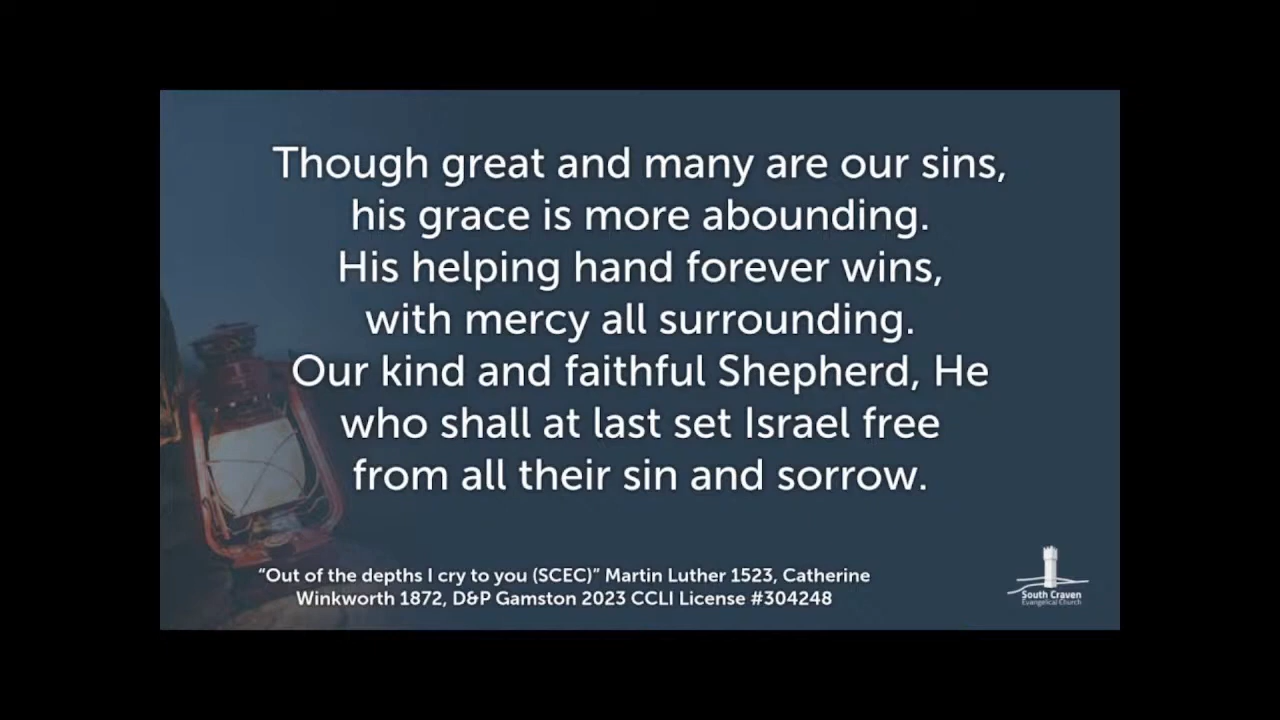 Though great and many are our sins,
his grace is more abounding.
His helping hand forever wins,
with mercy all surrounding.
Our kind and faithful Shepherd, He
who shall at last set Israel free
from all their sin and sorrow.
“Out of the depths I cry to you (SCEC)” Martin Luther 1523, Catherine
Winkworth 1872, D&P Gamston 2023 CCLI License #304248
South Craven
Evangelical Church